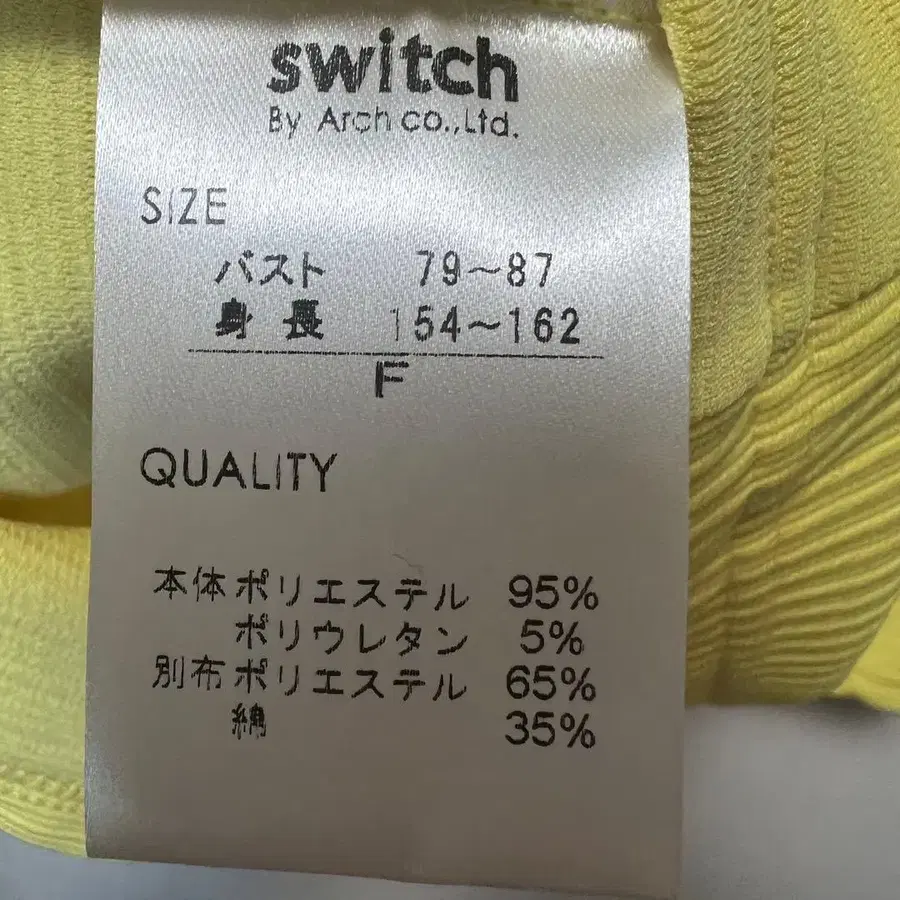 switch
By Arch co.,Ltd.
SIZE
バスト 79〜87
身長 154〜162
F
QUALITY
本体 ポリエステル 95%
ポリウレタン 5%
別布 ポリエステル 65%
綿 35%